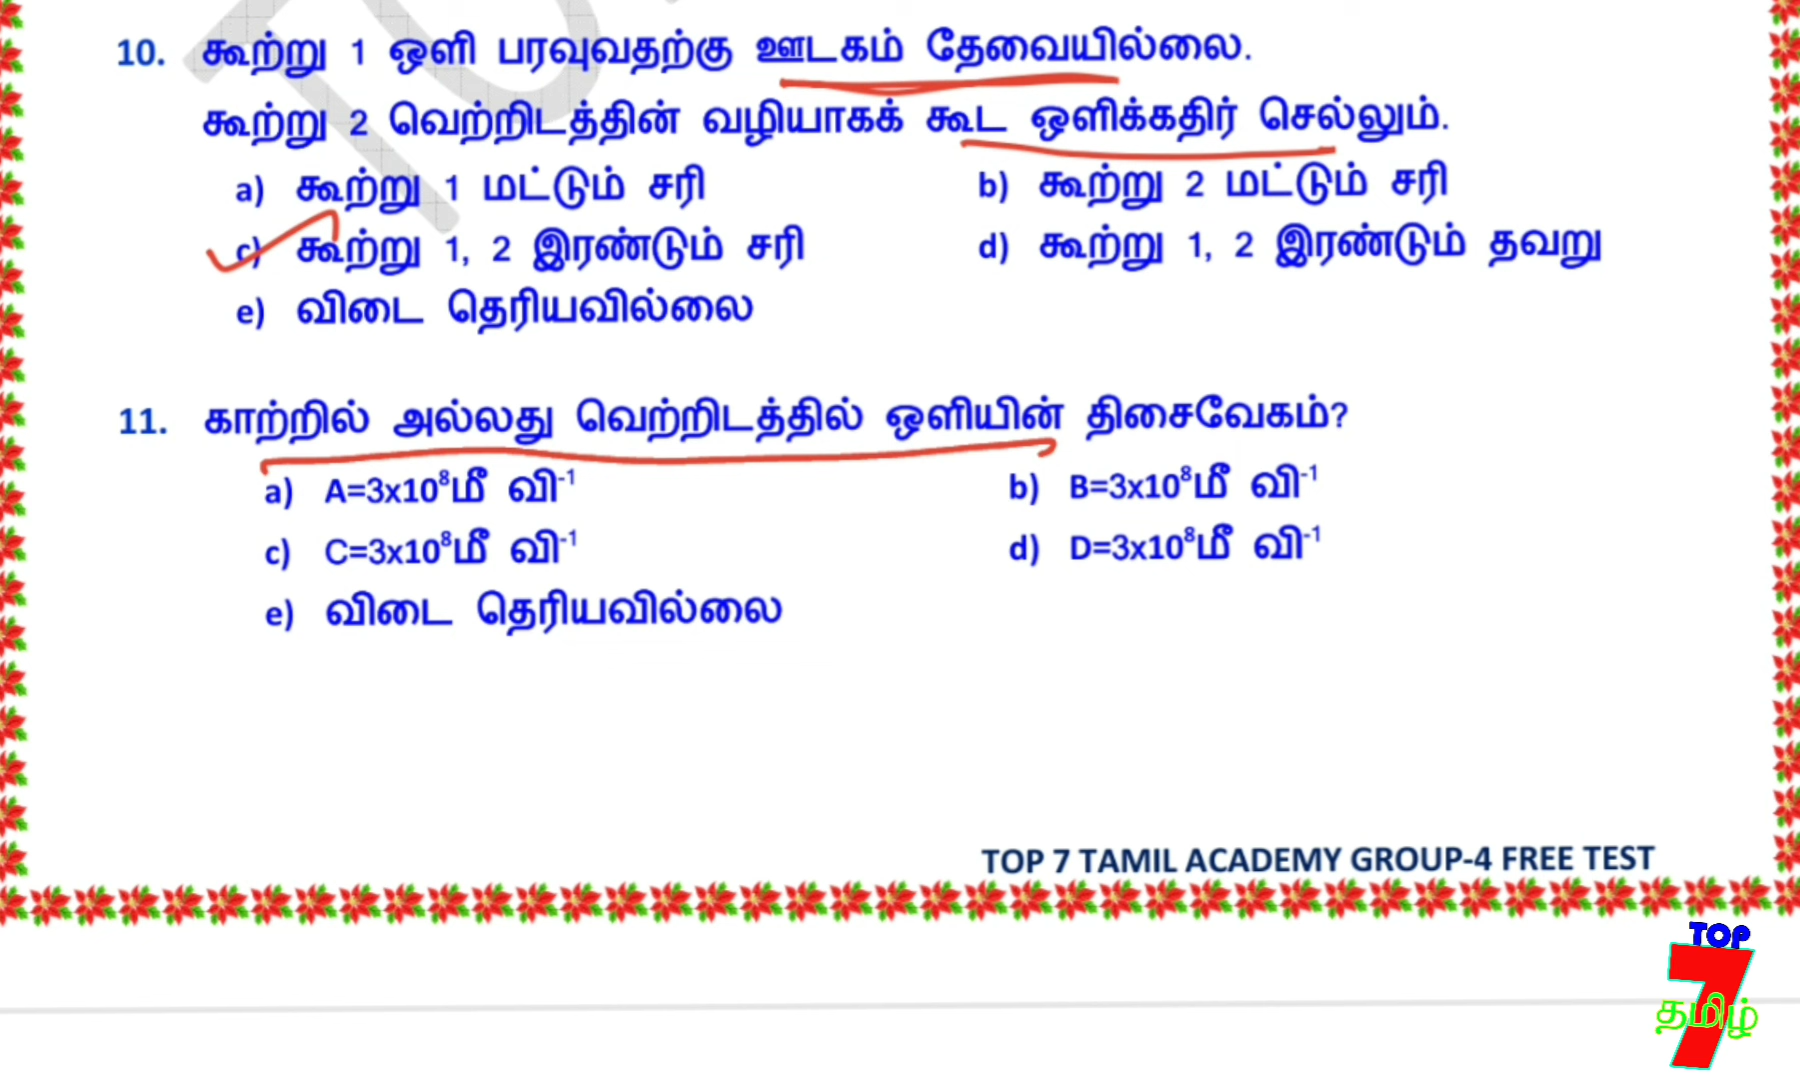 10. கூற்று 1 ஒளி பரவுவதற்கு ஊடகம் தேவையில்லை.
கூற்று 2 வெற்றிடத்தின் வழியாகக் கூட ஒளிக்கதிர் செல்லும்.
a) கூற்று 1 மட்டும் சரி b) கூற்று 2 மட்டும் சரி
c) கூற்று 1, 2 இரண்டும் சரி d) கூற்று 1, 2 இரண்டும் தவறு
e) விடை தெரியவில்லை
11. காற்றில் அல்லது வெற்றிடத்தில் ஒளியின் திசைவேகம்?
a) A=3x10⁸மீ வி⁻¹ b) B=3x10⁸மீ வி⁻¹
c) C=3x10⁸மீ வி⁻¹ d) D=3x10⁸மீ வி⁻¹
e) விடை தெரியவில்லை
TOP 7 TAMIL ACADEMY GROUP-4 FREE TEST
TOP
7
தமிழ்